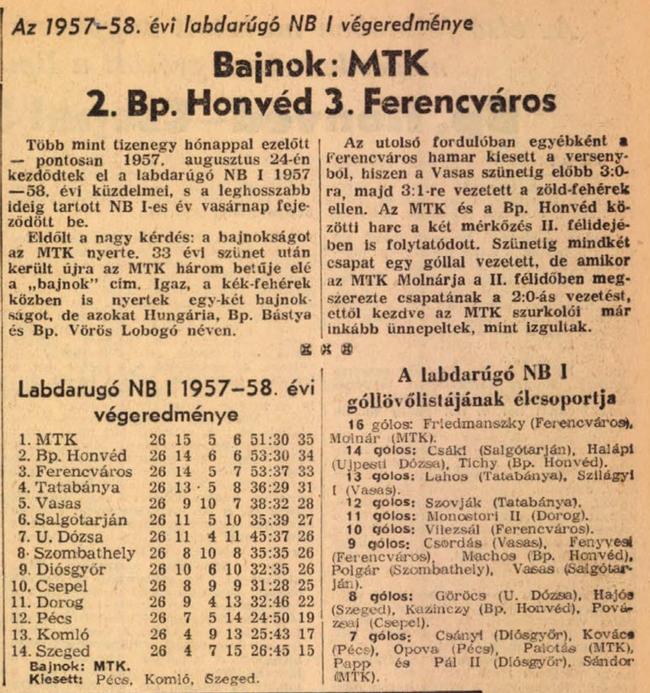 Az 1957–58. évi labdarúgó NB I végeredménye
Bajnok: MTK
2. Bp. Honvéd 3. Ferencváros
Több mint tizenegy hónappal ezelőtt
— pontosan 1957. augusztus 24-én
kezdődtek el a labdarúgó NB I 1957
—58. évi küzdelmei, s a leghosszabb
ideig tartott NB I-es év vasárnap feje-
ződött be.
Eldőlt a nagy kérdés: a bajnokságot
az MTK nyerte. 33 évi szünet után
került újra az MTK három betűje elé
a „bajnok” cím. Igaz, a kék-fehérek
közben is nyertek egy-két bajnok-
ságot, de azokat Hungária, Bp. Bástya
és Bp. Vörös Lobogó néven.
Az utolsó fordulóban egyébként a
Ferencváros hamar kiesett a verseny-
ből, hiszen a Vasas szünetig előbb 3:0-
ra, majd 3:1-re vezetett a zöld-fehérek
ellen. Az MTK és a Bp. Honvéd kö-
zötti harc a két mérkőzés II. félidejé-
ben is folytatódott. Szünetig mindkét
csapat egy góllal vezetett, de amikor
az MTK Molnárja a II. félidőben meg-
szerezte csapatának a 2:0-ás vezetést,
ettől kezdve az MTK szurkolói már
inkább ünnepeltek, mint izgultak.
Labdarugó NB I 1957–58. évi
végeredménye
1. MTK 26 15 5 6 51:30 35
2. Bp. Honvéd 26 14 6 6 53:30 34
3. Ferencváros 26 14 5 7 53:37 33
4. Tatabánya 26 13 5 8 36:29 31
5. Vasas 26 9 10 7 38:32 28
6. Salgótarján 26 11 5 10 35:39 27
7. U. Dózsa 26 11 4 11 45:37 26
8. Szombathely 26 8 10 8 35:35 26
9. Diósgyőr 26 10 6 10 32:35 26
10. Csepel 26 8 9 9 31:28 25
11. Dorog 26 9 4 13 32:46 22
12. Pécs 26 7 5 14 24:50 19
13. Komló 26 4 9 13 25:43 17
14. Szeged 26 4 7 15 26:45 15
Bajnok: MTK.
Kiesett: Pécs, Komló, Szeged.
A labdarúgó NB I
góllövőlistájának élcsoportja
16 gólos: Friedmanszky (Ferencváros),
Molnár (MTK).
14 gólos: Csáki (Salgótarján), Halápi
(Ujpesti Dózsa), Tichy (Bp. Honvéd).
13 gólos: Lahos (Tatabánya), Szilágyi
I (Vasas).
12 gólos: Szovják (Tatabánya).
11 gólos: Monostori II (Dorog).
10 gólos: Vilezsál (Ferencváros).
9 gólos: Csordás (Vasas), Fenyvesi
(Ferencváros), Machos (Bp. Honvéd),
Polgár (Szombathely), Vasas (Salgótar-
ján).
8 gólos: Göröcs (U. Dózsa), Hajós
(Szeged), Kazinczy (Bp. Honvéd), Pová-
zsai (Csepel).
7 gólos: Csányi (Diósgyőr), Kovács
(Pécs), Opova (Pécs), Palotás (MTK),
Papp és Pál II (Diósgyőr), Sándor
(MTK).